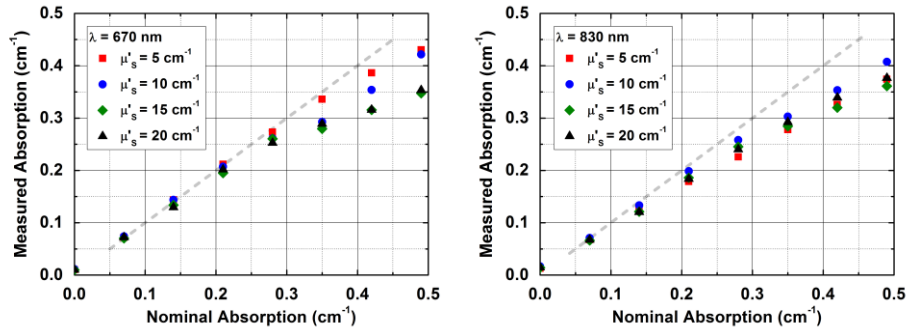 λ = 670 nm
μ'S = 5 cm-1
μ'S = 10 cm-1
μ'S = 15 cm-1
μ'S = 20 cm-1
0.5
0.4
0.3
0.2
0.1
0.0
Measured Absorption (cm-1)
0.0 0.1 0.2 0.3 0.4 0.5
Nominal Absorption (cm-1)
λ = 830 nm
μ'S = 5 cm-1
μ'S = 10 cm-1
μ'S = 15 cm-1
μ'S = 20 cm-1
0.5
0.4
0.3
0.2
0.1
0.0
Measured Absorption (cm-1)
0.0 0.1 0.2 0.3 0.4 0.5
Nominal Absorption (cm-1)